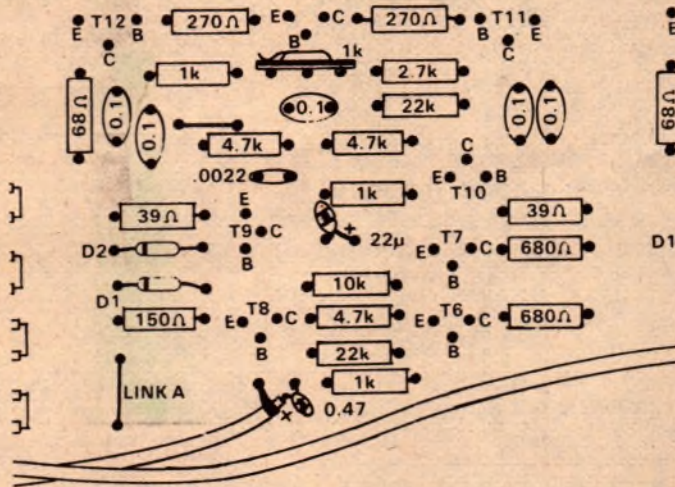 E T12 B 270Ω E C 270Ω B T11 E E
C B C
1k 1k 2.7k
68Ω 0.1 0.1 0.1 22k 0.1 0.1 68Ω
4.7k 4.7k
C
.0022 1k E B
T10
E
39Ω 39Ω
T9 C + 22µ T7
D2 E C 680Ω D1
B B
10k
D1
150Ω E T8 C 4.7k E T6 C 680Ω
B 22k B
LINK A 1k
+ 0.47